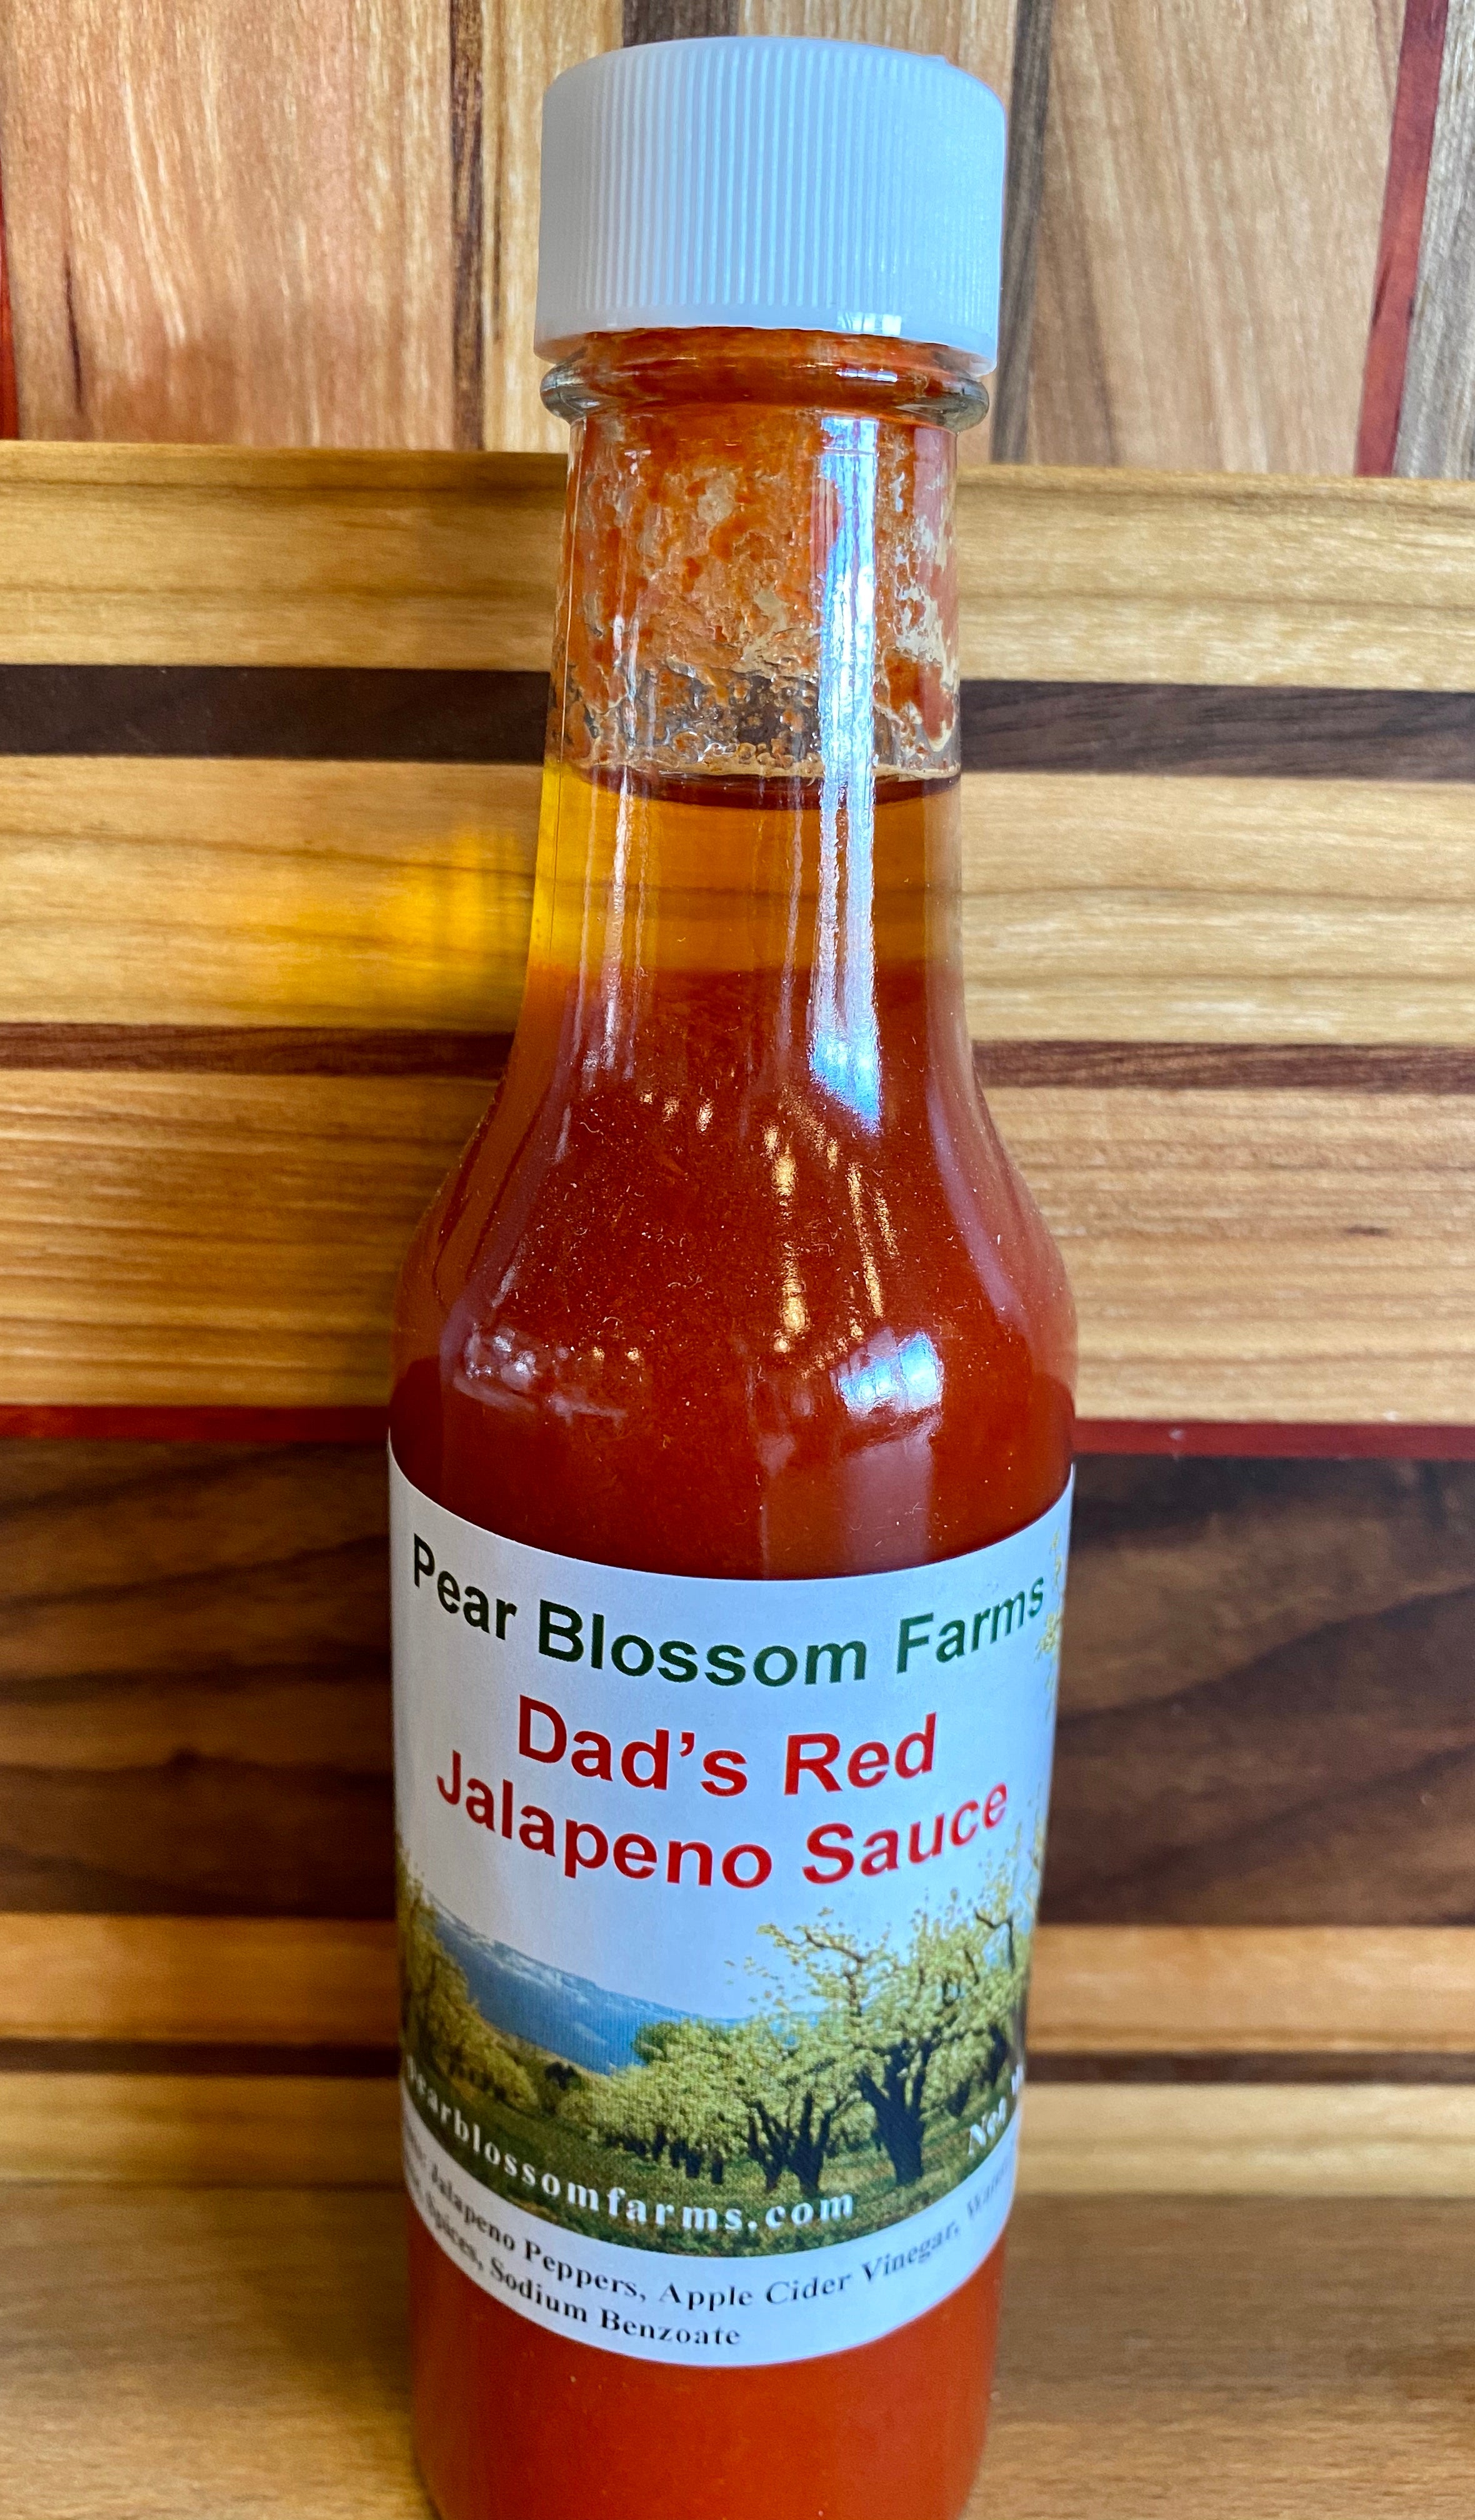 Pear Blossom Farms
Dad's Red
Jalapeno Sauce
pearblossomfarms.com
Jalapeno Peppers, Apple Cider Vinegar,
Spices, Sodium Benzoate